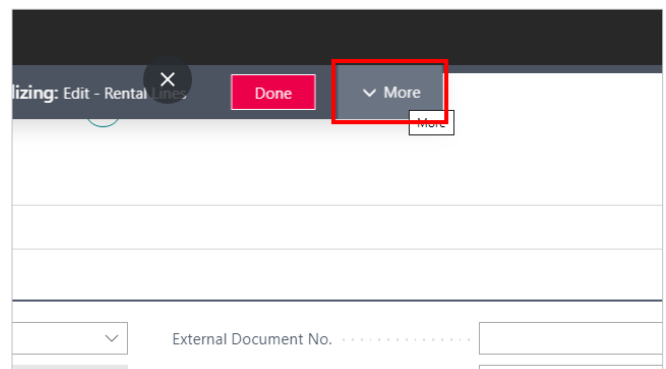 lizing: Edit - Rental Lines
Done
More
More
External Document No.